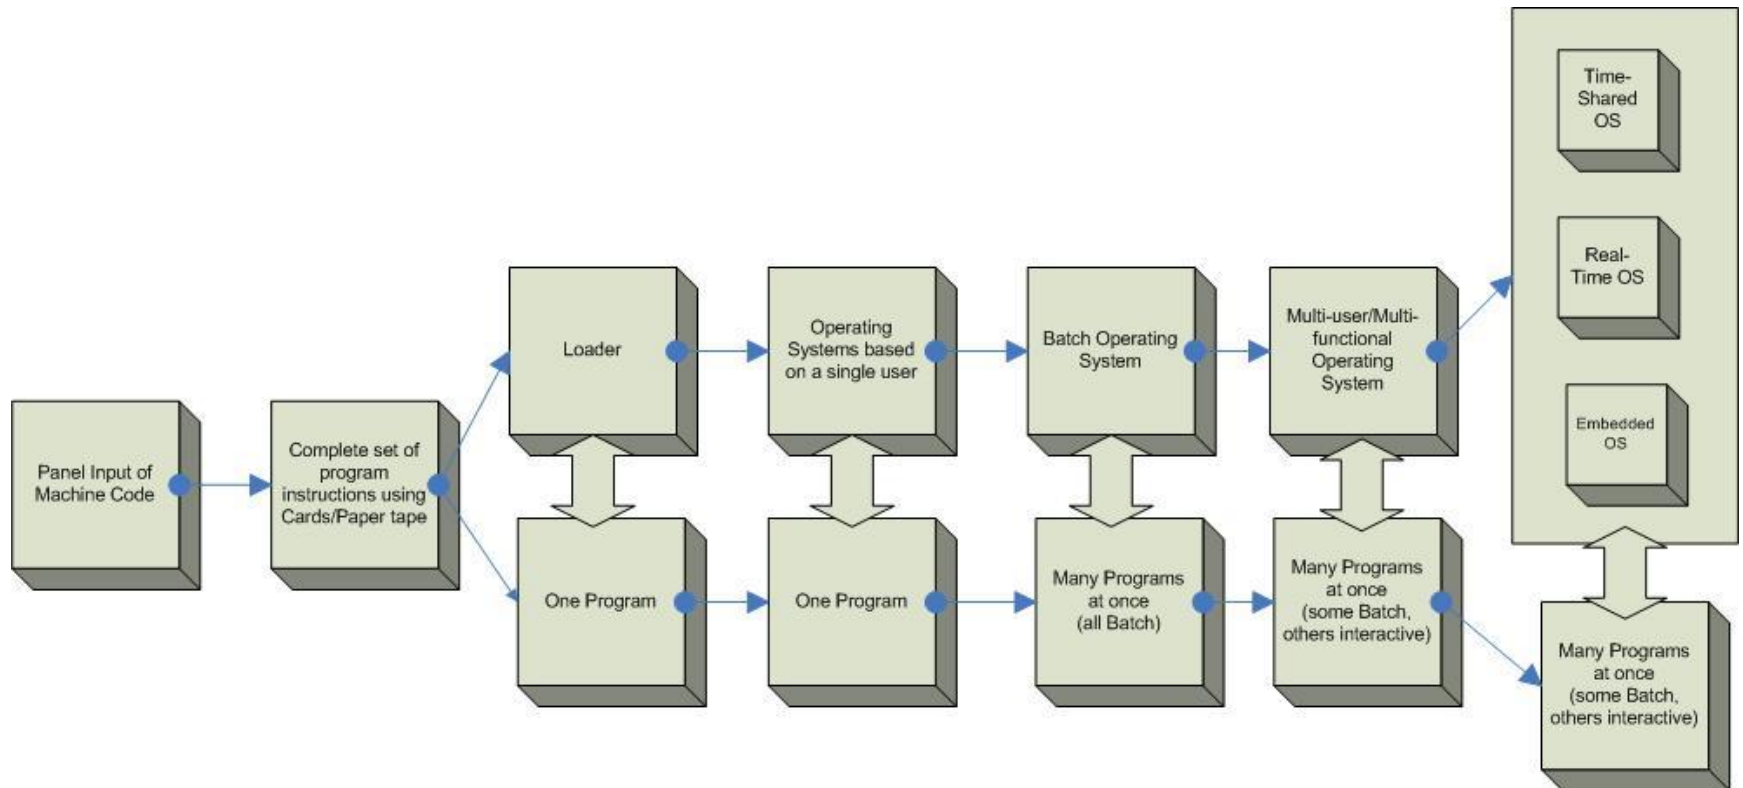 Panel Input of
Machine Code
Complete set of
program
instructions using
Cards/Paper tape
Loader
One Program
Operating
Systems based
on a single user
One Program
Batch Operating
System
Many Programs
at once
(all Batch)
Multi-user/Multi-
functional
Operating
System
Many Programs
at once
(some Batch,
others interactive)
Time-
Shared
OS
Real-
Time OS
Embedded
OS
Many Programs
at once
(some Batch,
others interactive)